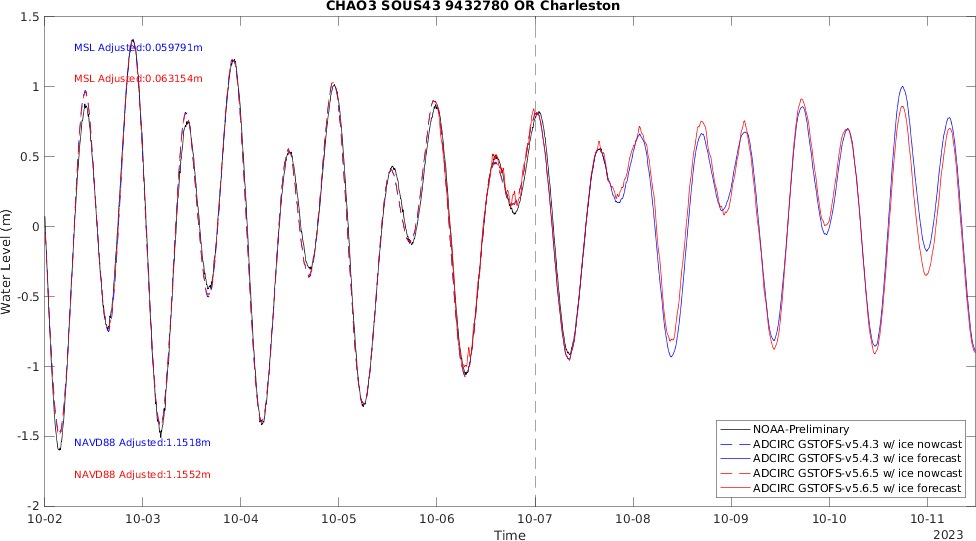 CHAO3 SOUS43 9432780 OR Charleston
1.5
1
0.5
0
-0.5
-1
-1.5
-2
Water Level (m)
MSL Adjusted:0.059791m
MSL Adjusted:0.063154m
NAVD88 Adjusted:1.1518m
NAVD88 Adjusted:1.1552m
NOAA-Preliminary
ADCIRC GSTOFS-v5.4.3 w/ ice nowcast
ADCIRC GSTOFS-v5.4.3 w/ ice forecast
ADCIRC GSTOFS-v5.6.5 w/ ice nowcast
ADCIRC GSTOFS-v5.6.5 w/ ice forecast
10-02 10-03 10-04 10-05 10-06 10-07 10-08 10-09 10-10 10-11
Time
2023